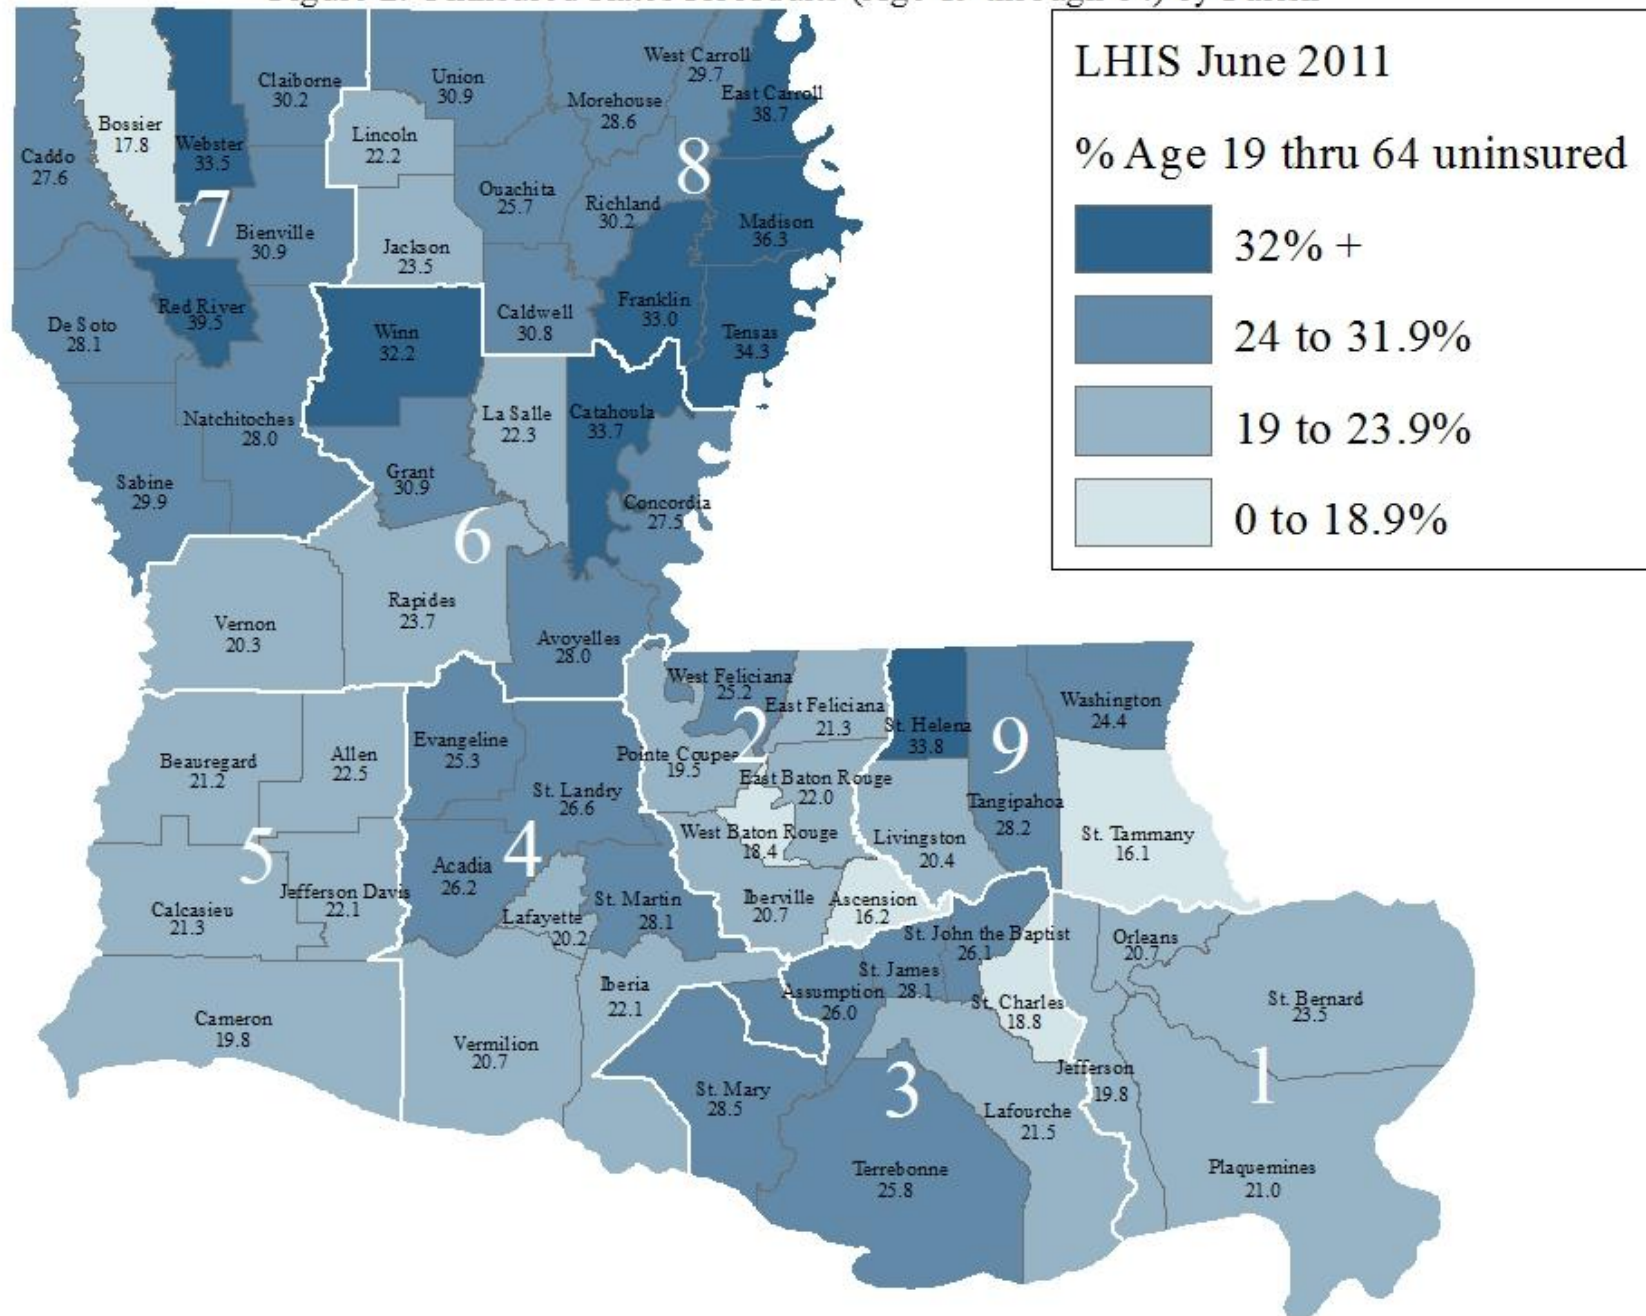 LHIS June 2011
% Age 19 thru 64 uninsured
32% +
24 to 31.9%
19 to 23.9%
0 to 18.9%
Caddo
27.6
Bossier
17.8
Webster
33.5
Claiborne
30.2
Bienville
30.9
7
Red River
39.5
De Soto
28.1
Natchitoches
28.0
Sabine
29.9
Union
30.9
Lincoln
22.2
Jackson
23.5
Morehouse
28.6
West Carroll
29.7
East Carroll
38.7
Ouachita
25.7
Richland
30.2
8
Madison
36.3
Caldwell
30.8
Franklin
33.0
Tensas
34.3
Winn
32.2
La Salle
22.3
Catahoula
33.7
Grant
30.9
Concordia
27.5
6
Vernon
20.3
Rapides
23.7
Avoyelles
28.0
Beauregard
21.2
Allen
22.5
5
Calcasieu
21.3
Jefferson Davis
22.1
Cameron
19.8
Evangeline
25.3
St. Landry
26.6
4
Acadia
26.2
Lafayette
20.2
St. Martin
28.1
Iberia
22.1
Vermilion
20.7
West Feliciana
25.2
East Feliciana
21.3
2
Pointe Coupee
19.5
East Baton Rouge
22.0
West Baton Rouge
18.4
Iberville
20.7
Ascension
16.2
St. Helena
33.8
9
Washington
24.4
Tangipahoa
28.2
Livingston
20.4
St. Tammany
16.1
St. John the Baptist
26.1
St. James
28.1
Assumption
26.0
St. Charles
18.8
St. Mary
28.5
3
Lafourche
21.5
Terrebonne
25.8
Orleans
20.7
St. Bernard
23.5
Jefferson
19.8
1
Plaquemines
21.0